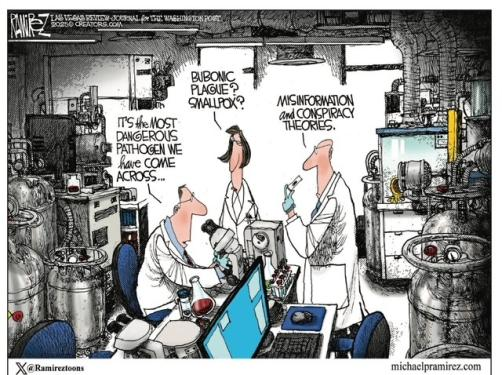 RAMIREZ
LAS VEGAS REVIEW-JOURNAL for THE WASHINGTON POST
2025 © CREATORS.COM
IT'S the MOST
DANGEROUS
PATHOGEN WE
have COME
ACROSS...
BUBONIC
PLAGUE?
SMALLPOX?
MISINFORMATION
and CONSPIRACY
THEORIES.
X @Ramireztoons
michaelpramirez.com